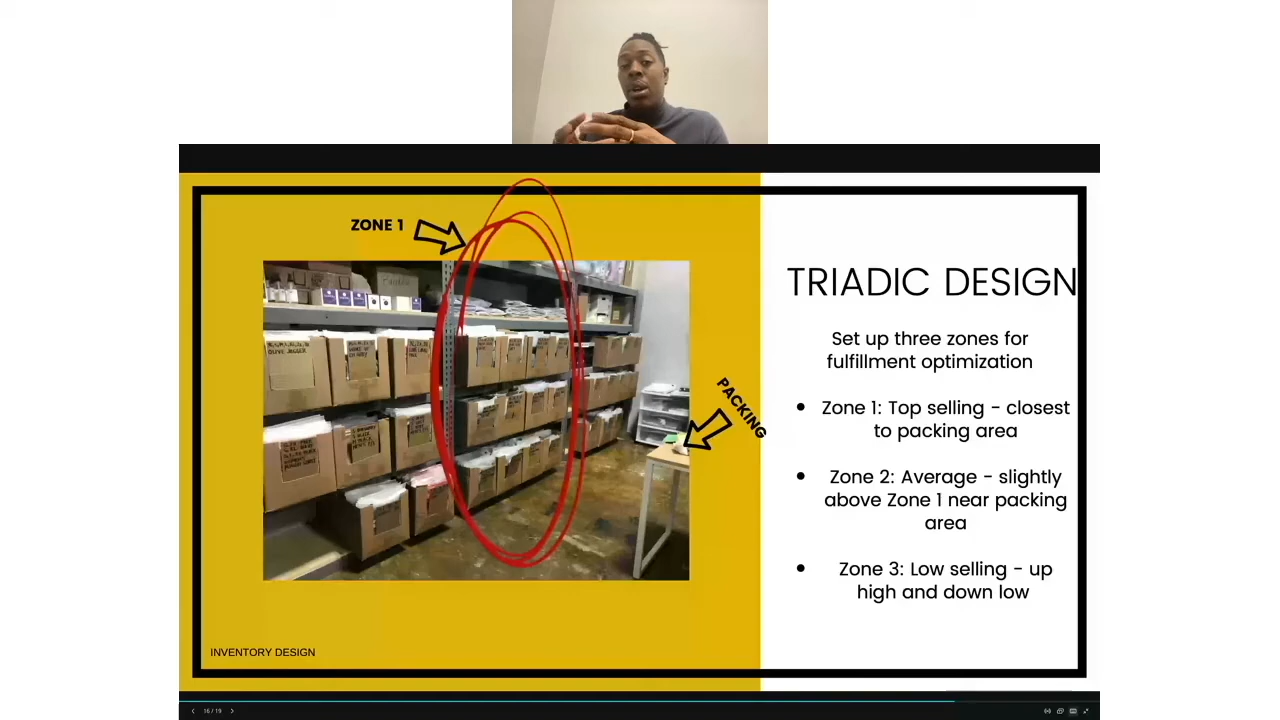 ZONE 1
TRIADIC DESIGN
Set up three zones for
fulfillment optimization
PACKING
• Zone 1: Top selling - closest
to packing area
• Zone 2: Average - slightly
above Zone 1 near packing
area
• Zone 3: Low selling - up
high and down low
INVENTORY DESIGN
16 / 19